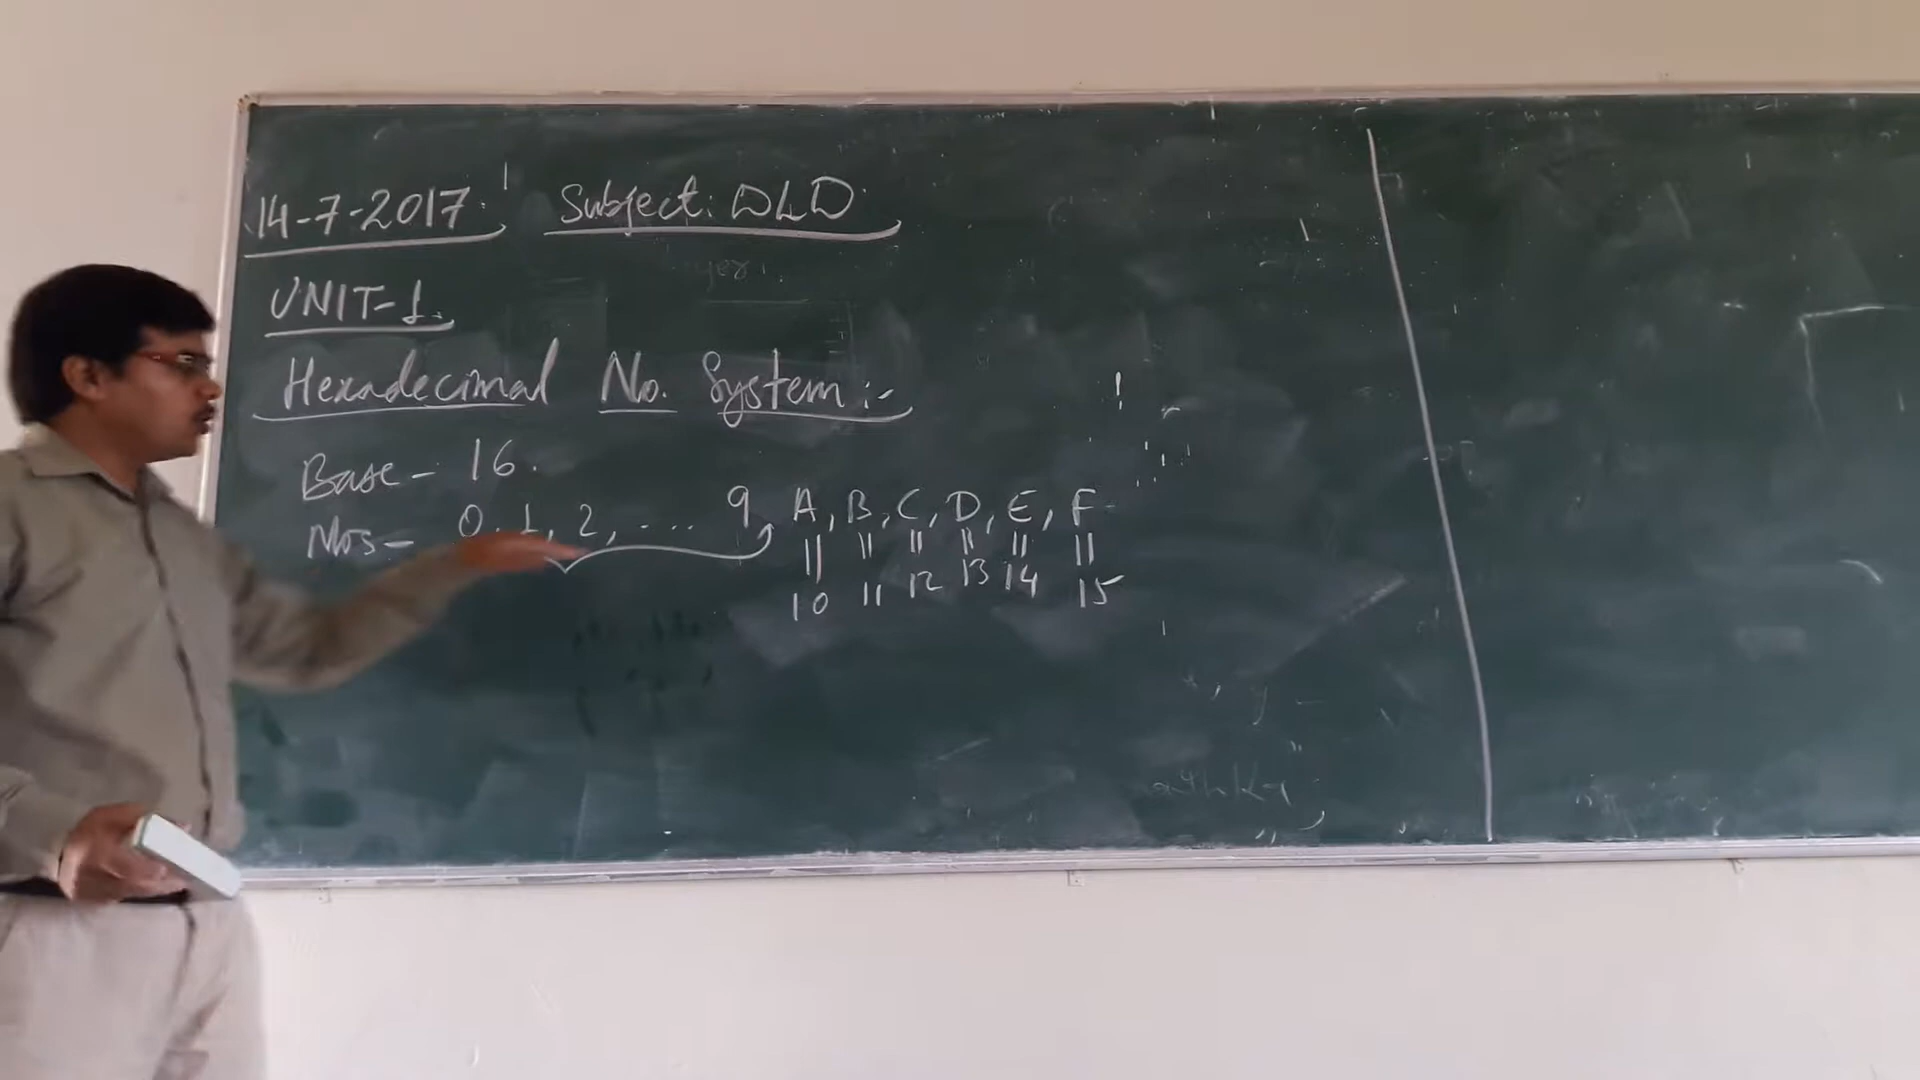 14-7-2017 Subject: DLD
UNIT-1.
Hexadecimal No. System :-
Base - 16.
Nos - 0, 1, 2, .... 9 A, B, C, D, E, F
|| || || || || ||
10 11 12 13 14 15